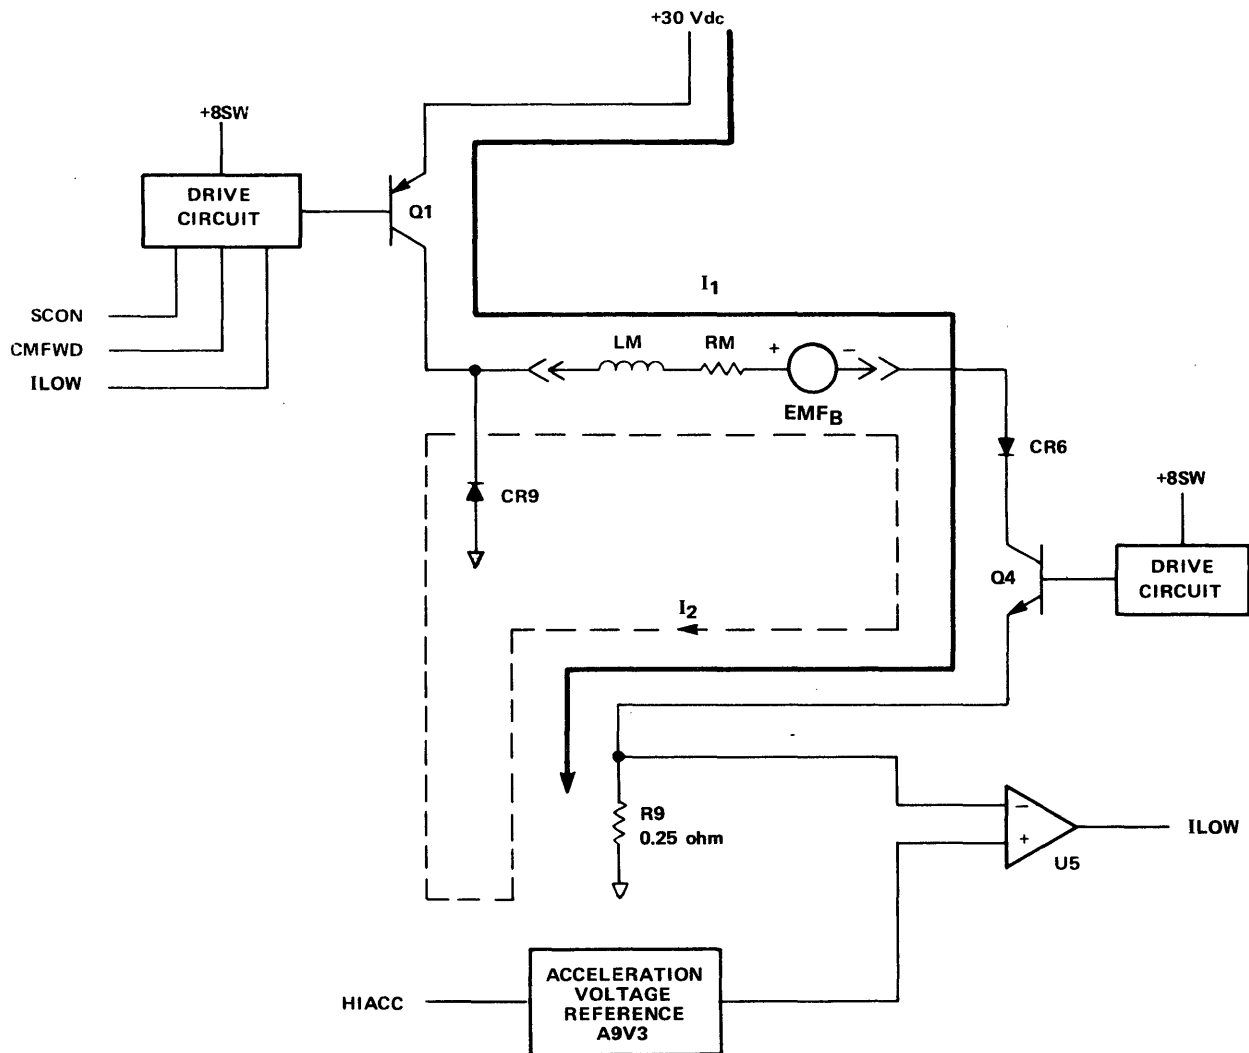 +30 Vdc
+8SW
DRIVE
CIRCUIT
Q1
SCON
CMFWD
ILOW
I1
LM
RM
+
−
EMFB
CR9
CR6
+8SW
Q4
DRIVE
CIRCUIT
I2
R9
0.25 ohm
−
+
U5
ILOW
HIACC
ACCELERATION
VOLTAGE
REFERENCE
A9V3